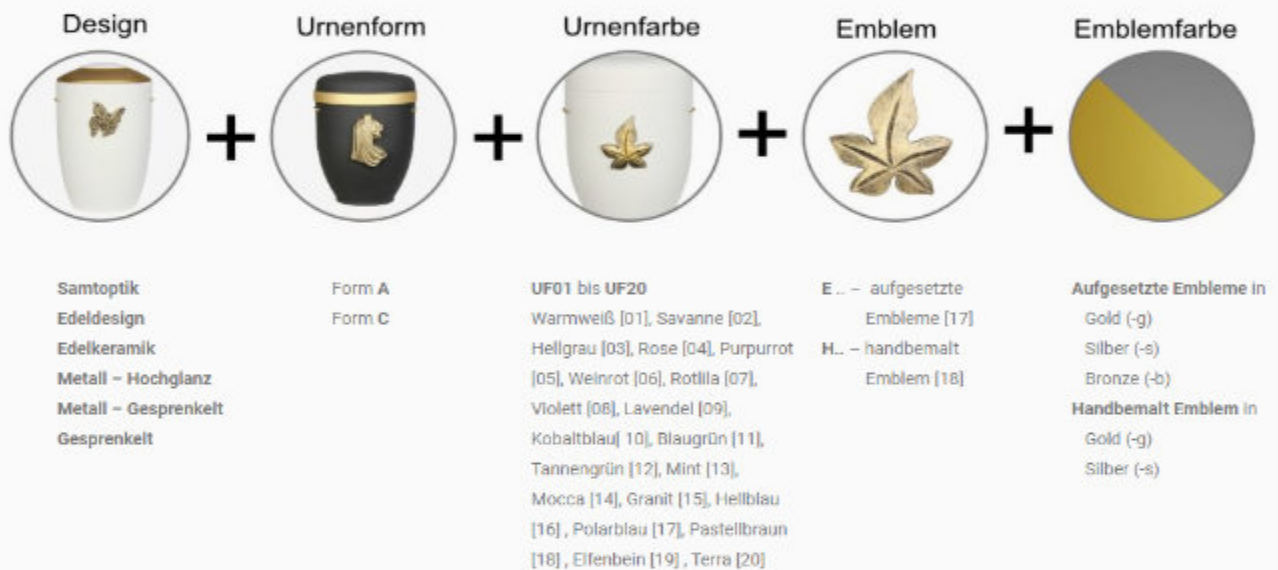 Design
Urnenform
Urnenfarbe
Emblem
Emblemfarbe
Samtoptik
Edeldesign
Edelkeramik
Metall – Hochglanz
Metall – Gesprenkelt
Gesprenkelt
Form A
Form C
UF01 bis UF20
Warmweiß [01], Savanne [02],
Hellgrau [03], Rose [04], Purpurrot
[05], Weinrot [06], Rotlila [07],
Violett [08], Lavendel [09],
Kobaltblau[ 10], Blaugrün [11],
Tannengrün [12], Mint [13],
Mocca [14], Granit [15], Hellblau
[16] , Polarblau [17], Pastellbraun
[18] , Elfenbein [19] , Terra [20]
E .. – aufgesetzte
Embleme [17]
H.. – handbemalt
Emblem [18]
Aufgesetzte Embleme in
Gold (-g)
Silber (-s)
Bronze (-b)
Handbemalt Emblem in
Gold (-g)
Silber (-s)